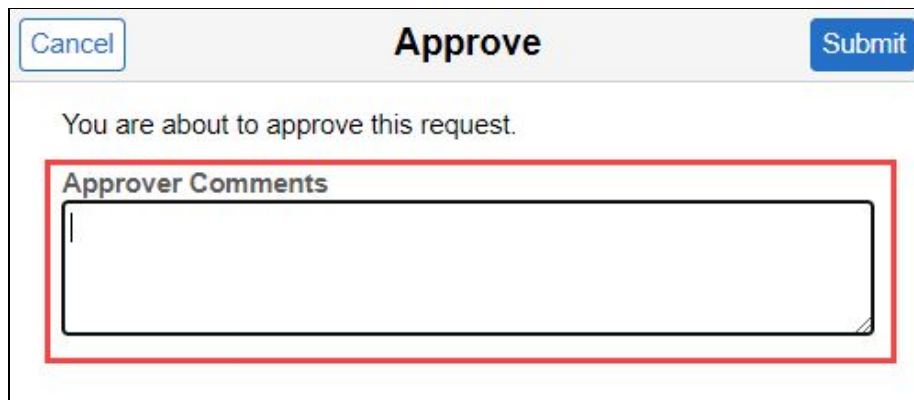 Cancel
Approve
Submit
You are about to approve this request.
Approver Comments